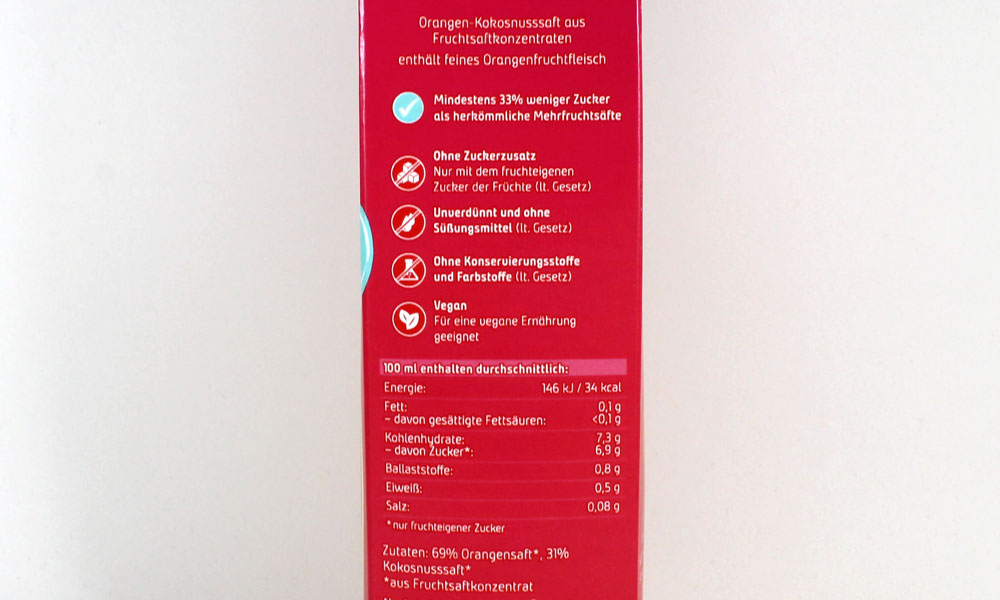 Orangen-Kokosnusssaft aus
Fruchtsaftkonzentraten
enthält feines Orangenfruchtfleisch
Mindestens 33% weniger Zucker
als herkömmliche Mehrfruchtsäfte
Ohne Zuckerzusatz
Nur mit dem fruchteigenen
Zucker der Früchte (lt. Gesetz)
Unverdünnt und ohne
Süßungsmittel (lt. Gesetz)
Ohne Konservierungsstoffe
und Farbstoffe (lt. Gesetz)
Vegan
Für eine vegane Ernährung
geeignet
100 ml enthalten durchschnittlich:
Energie: 146 kJ / 34 kcal
Fett: 0,1 g
– davon gesättigte Fettsäuren: <0,1 g
Kohlenhydrate: 7,3 g
– davon Zucker*: 6,9 g
Ballaststoffe: 0,8 g
Eiweiß: 0,5 g
Salz: 0,08 g
*nur fruchteigener Zucker
Zutaten: 69% Orangensaft*, 31%
Kokosnusssaft*
*aus Fruchtsaftkonzentrat